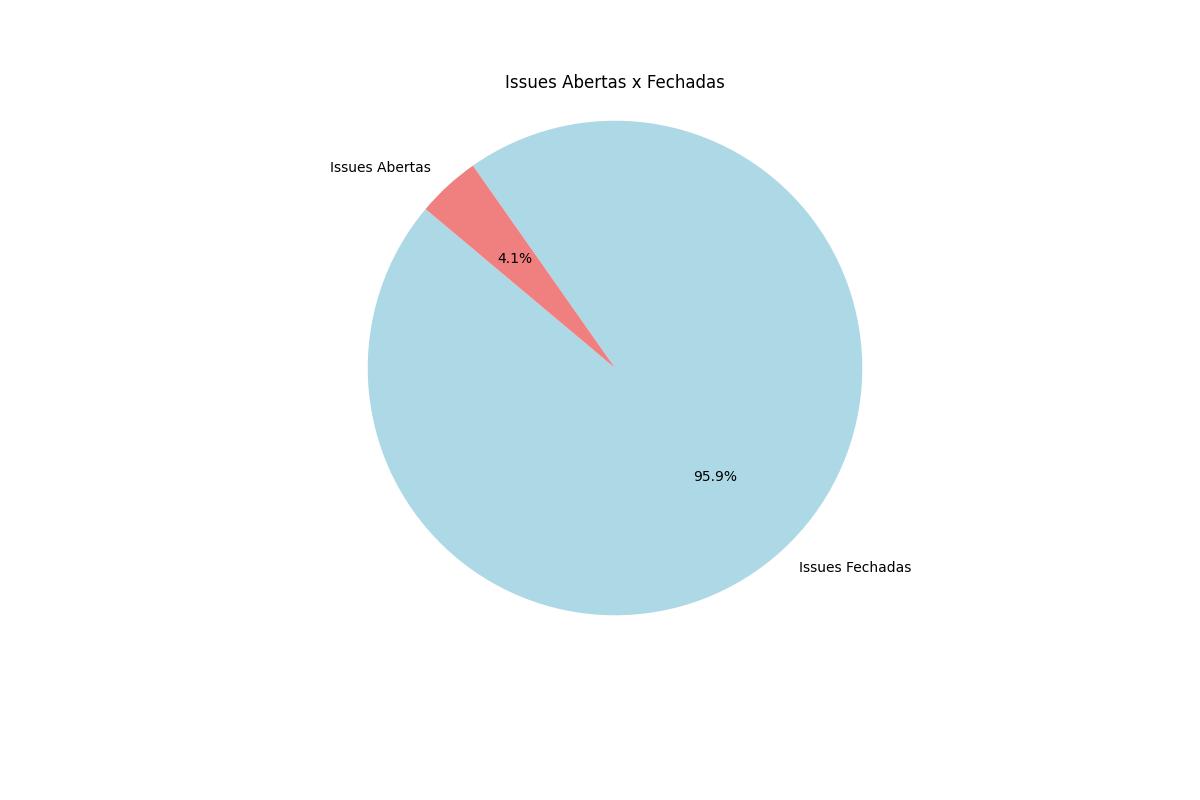 Issues Abertas x Fechadas
Issues Abertas
4.1%
95.9%
Issues Fechadas